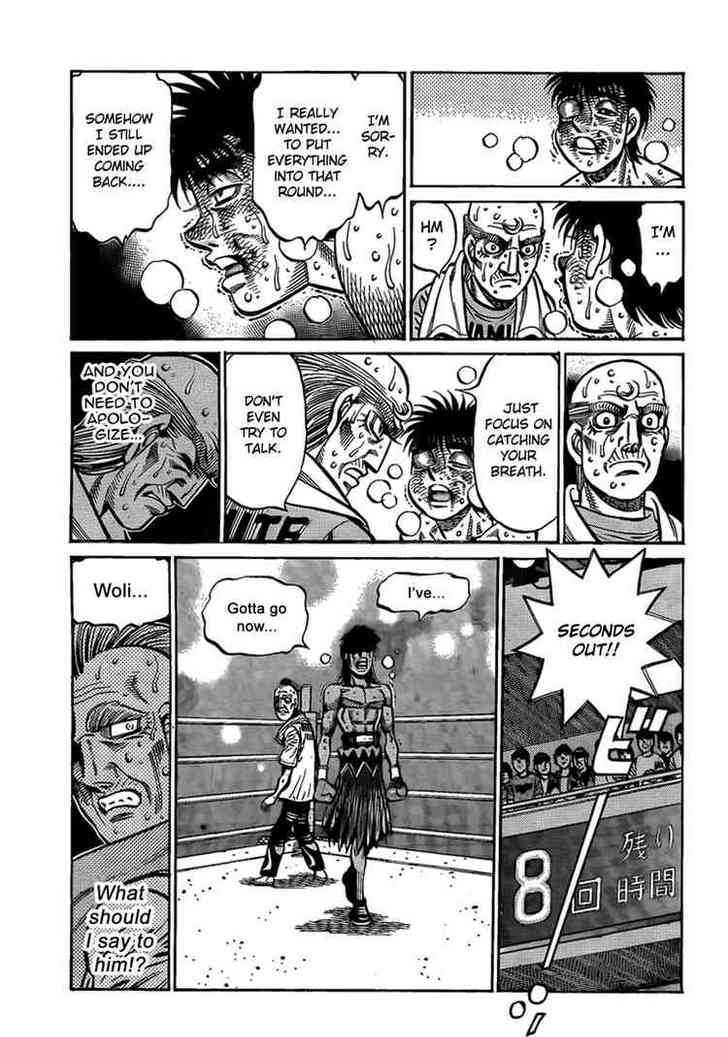 I'M
...
HM
?
I'M
SOR-
RY.
I REALLY
WANTED...
TO PUT
EVERYTHING
INTO THAT
ROUND...
SOMEHOW
I STILL
ENDED UP
COMING
BACK....
JUST
FOCUS ON
CATCHING
YOUR
BREATH.
DON'T
EVEN
TRY TO
TALK.
AND YOU
DON'T
NEED TO
APOLO-
GIZE...
SECONDS
OUT!!
ビー
残り
8回 時間
I've...
Gotta go
now...
Woli...
What
should
I say to
him!?